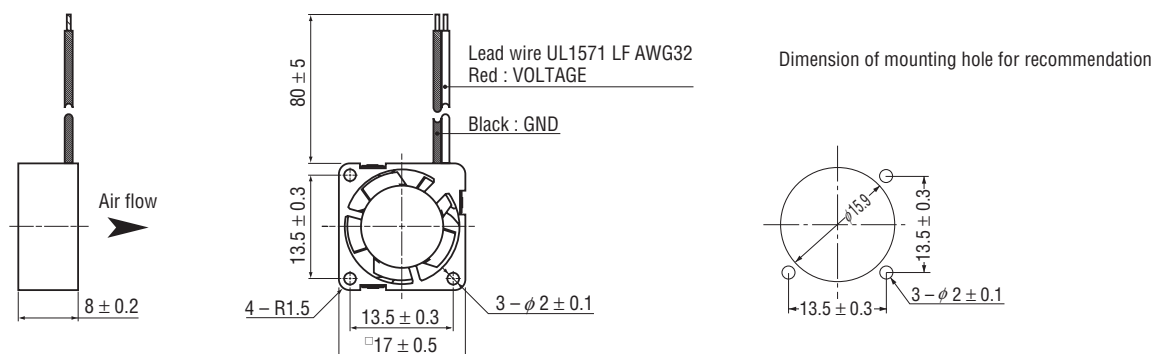 80 ± 5
Lead wire UL1571 LF AWG32
Red : VOLTAGE
Black : GND
Dimension of mounting hole for recommendation
Air flow
13.5 ± 0.3
8 ± 0.2
4 – R1.5
13.5 ± 0.3
□17 ± 0.5
3 – ϕ 2 ± 0.1
ϕ15.9
13.5 ± 0.3
13.5 ± 0.3
3 – ϕ 2 ± 0.1